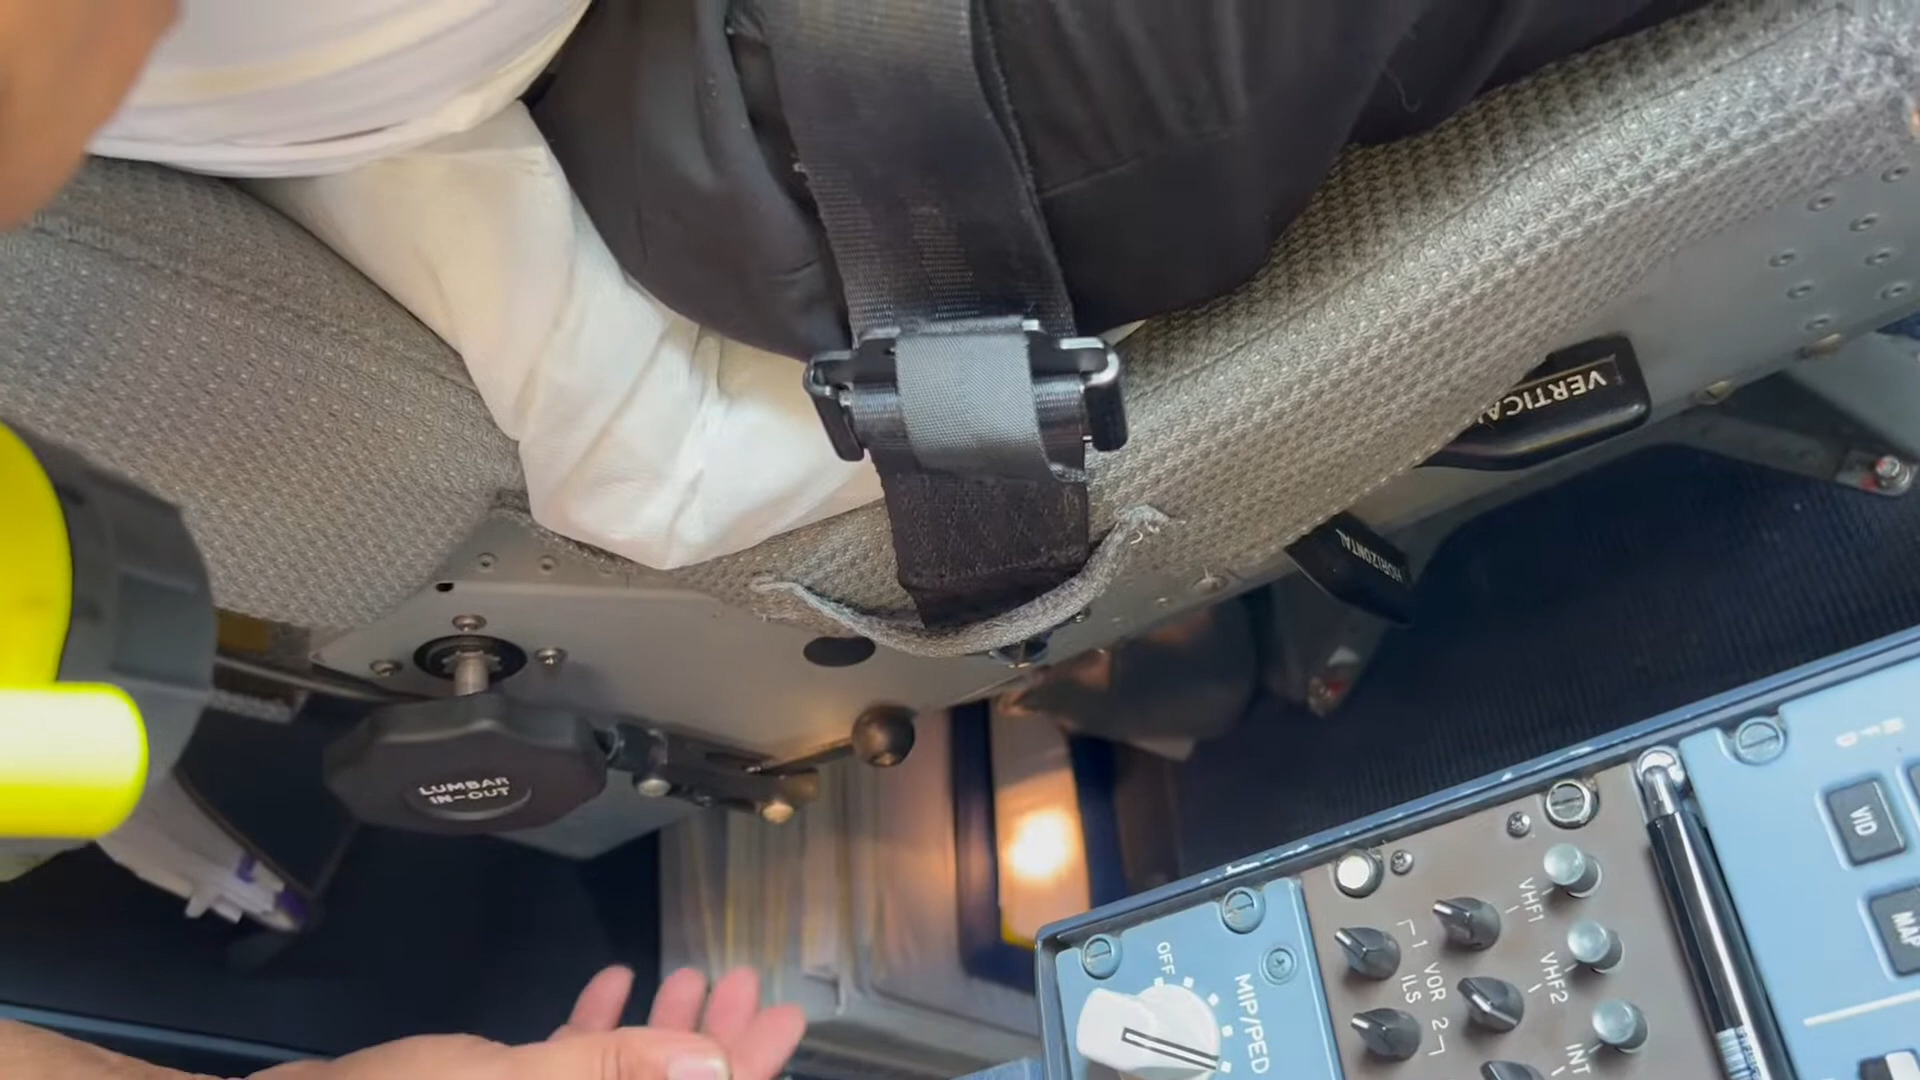 VERTICAL
HORIZONTAL
LUMBAR
IN-OUT
OFF
MIP/PED
VHF1
VHF2
1 VOR 2
ILS
INT
VID
MAP